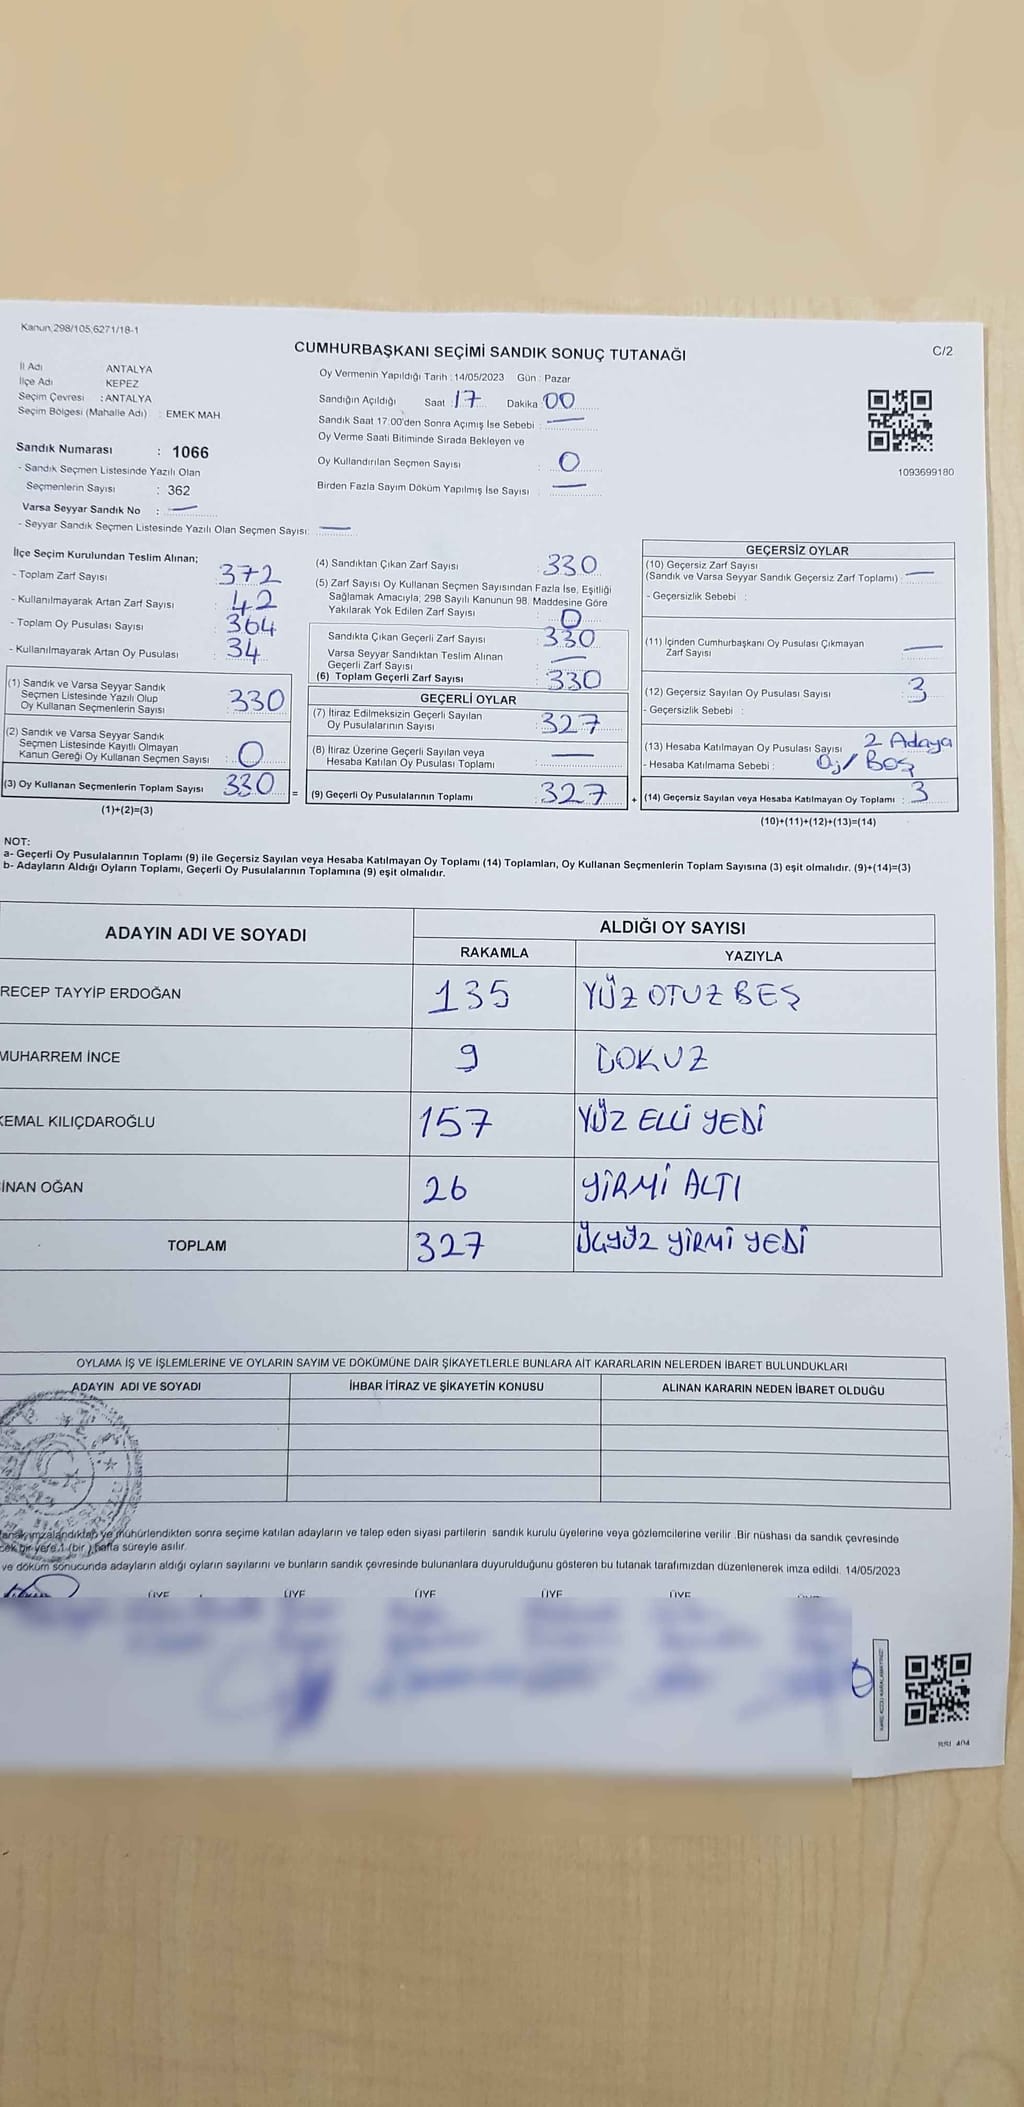 Kanun,298/105,6271/18-1
CUMHURBAŞKANI SEÇİMİ SANDIK SONUÇ TUTANAĞI
C/2
İl Adı ANTALYA
İlçe Adı KEPEZ
Seçim Çevresi : ANTALYA
Seçim Bölgesi (Mahalle Adı) : EMEK MAH
Sandık Numarası : 1066
- Sandık Seçmen Listesinde Yazılı Olan
Seçmenlerin Sayısı : 362
Varsa Seyyar Sandık No : —
- Seyyar Sandık Seçmen Listesinde Yazılı Olan Seçmen Sayısı: —
Oy Vermenin Yapıldığı Tarih : 14/05/2023 Gün : Pazar
Sandığın Açıldığı Saat : 17 Dakika : 00
Sandık Saat 17:00'den Sonra Açımış İse Sebebi : —
Oy Verme Saati Bitiminde Sırada Bekleyen ve
Oy Kullandırılan Seçmen Sayısı : 0
Birden Fazla Sayım Döküm Yapılmış İse Sayısı : —
1093699180
İlçe Seçim Kurulundan Teslim Alınan;
- Toplam Zarf Sayısı : 372
- Kullanılmayarak Artan Zarf Sayısı : 42
- Toplam Oy Pusulası Sayısı : 364
- Kullanılmayarak Artan Oy Pusulası : 34
(1) Sandık ve Varsa Seyyar Sandık
Seçmen Listesinde Yazılı Olup
Oy Kullanan Seçmenlerin Sayısı : 330
(2) Sandık ve Varsa Seyyar Sandık
Seçmen Listesinde Kayıtlı Olmayan
Kanun Gereği Oy Kullanan Seçmen Sayısı : 0
(3) Oy Kullanan Seçmenlerin Toplam Sayısı : 330 =
(1)+(2)=(3)
(4) Sandıktan Çıkan Zarf Sayısı : 330
(5) Zarf Sayısı Oy Kullanan Seçmen Sayısından Fazla İse, Eşitliği
Sağlamak Amacıyla; 298 Sayılı Kanunun 98. Maddesine Göre
Yakılarak Yok Edilen Zarf Sayısı : 0
Sandıkta Çıkan Geçerli Zarf Sayısı : 330
Varsa Seyyar Sandıktan Teslim Alınan
Geçerli Zarf Sayısı : —
(6) Toplam Geçerli Zarf Sayısı : 330
GEÇERLİ OYLAR
(7) İtiraz Edilmeksizin Geçerli Sayılan
Oy Pusulalarının Sayısı : 327
(8) İtiraz Üzerine Geçerli Sayılan veya
Hesaba Katılan Oy Pusulası Toplamı : —
(9) Geçerli Oy Pusulalarının Toplamı : 327 +
GEÇERSİZ OYLAR
(10) Geçersiz Zarf Sayısı
(Sandık ve Varsa Seyyar Sandık Geçersiz Zarf Toplamı) : —
- Geçersizlik Sebebi :
(11) İçinden Cumhurbaşkanı Oy Pusulası Çıkmayan
Zarf Sayısı : —
(12) Geçersiz Sayılan Oy Pusulası Sayısı : 3
- Geçersizlik Sebebi :
(13) Hesaba Katılmayan Oy Pusulası Sayısı : 2 Adaya
- Hesaba Katılmama Sebebi : Oy/ Boş
(14) Geçersiz Sayılan veya Hesaba Katılmayan Oy Toplamı : 3
(10)+(11)+(12)+(13)=(14)
NOT:
a- Geçerli Oy Pusulalarının Toplamı (9) ile Geçersiz Sayılan veya Hesaba Katılmayan Oy Toplamı (14) Toplamları, Oy Kullanan Seçmenlerin Toplam Sayısına (3) eşit olmalıdır. (9)+(14)=(3)
b- Adayların Aldığı Oyların Toplamı, Geçerli Oy Pusulalarının Toplamına (9) eşit olmalıdır.
ADAYIN ADI VE SOYADI ALDIĞI OY SAYISI
RAKAMLA YAZIYLA
RECEP TAYYİP ERDOĞAN 135 YÜZ OTUZ BEŞ
MUHARREM İNCE 9 DOKUZ
KEMAL KILIÇDAROĞLU 157 YÜZ ELLİ YEDİ
İNAN OĞAN 26 YİRMİ ALTI
TOPLAM 327 ÜÇYÜZ YİRMİ YEDİ
OYLAMA İŞ VE İŞLEMLERİNE VE OYLARIN SAYIM VE DÖKÜMÜNE DAİR ŞİKAYETLERLE BUNLARA AİT KARARLARIN NELERDEN İBARET BULUNDUKLARI
ADAYIN ADI VE SOYADI İHBAR İTİRAZ VE ŞİKAYETİN KONUSU ALINAN KARARIN NEDEN İBARET OLDUĞU
imzalandıktan ve mühürlendikten sonra seçime katılan adayların ve talep eden siyasi partilerin sandık kurulu üyelerine veya gözlemcilerine verilir. Bir nüshası da sandık çevresinde
bir yere 1 (bir) hafta süreyle asılır.
ve döküm sonucunda adayların aldığı oyların sayılarını ve bunların sandık çevresinde bulunanlara duyurulduğunu gösteren bu tutanak tarafımızdan düzenlenerek imza edildi. 14/05/2023
ÜYE ÜYE ÜYE ÜYE ÜYE